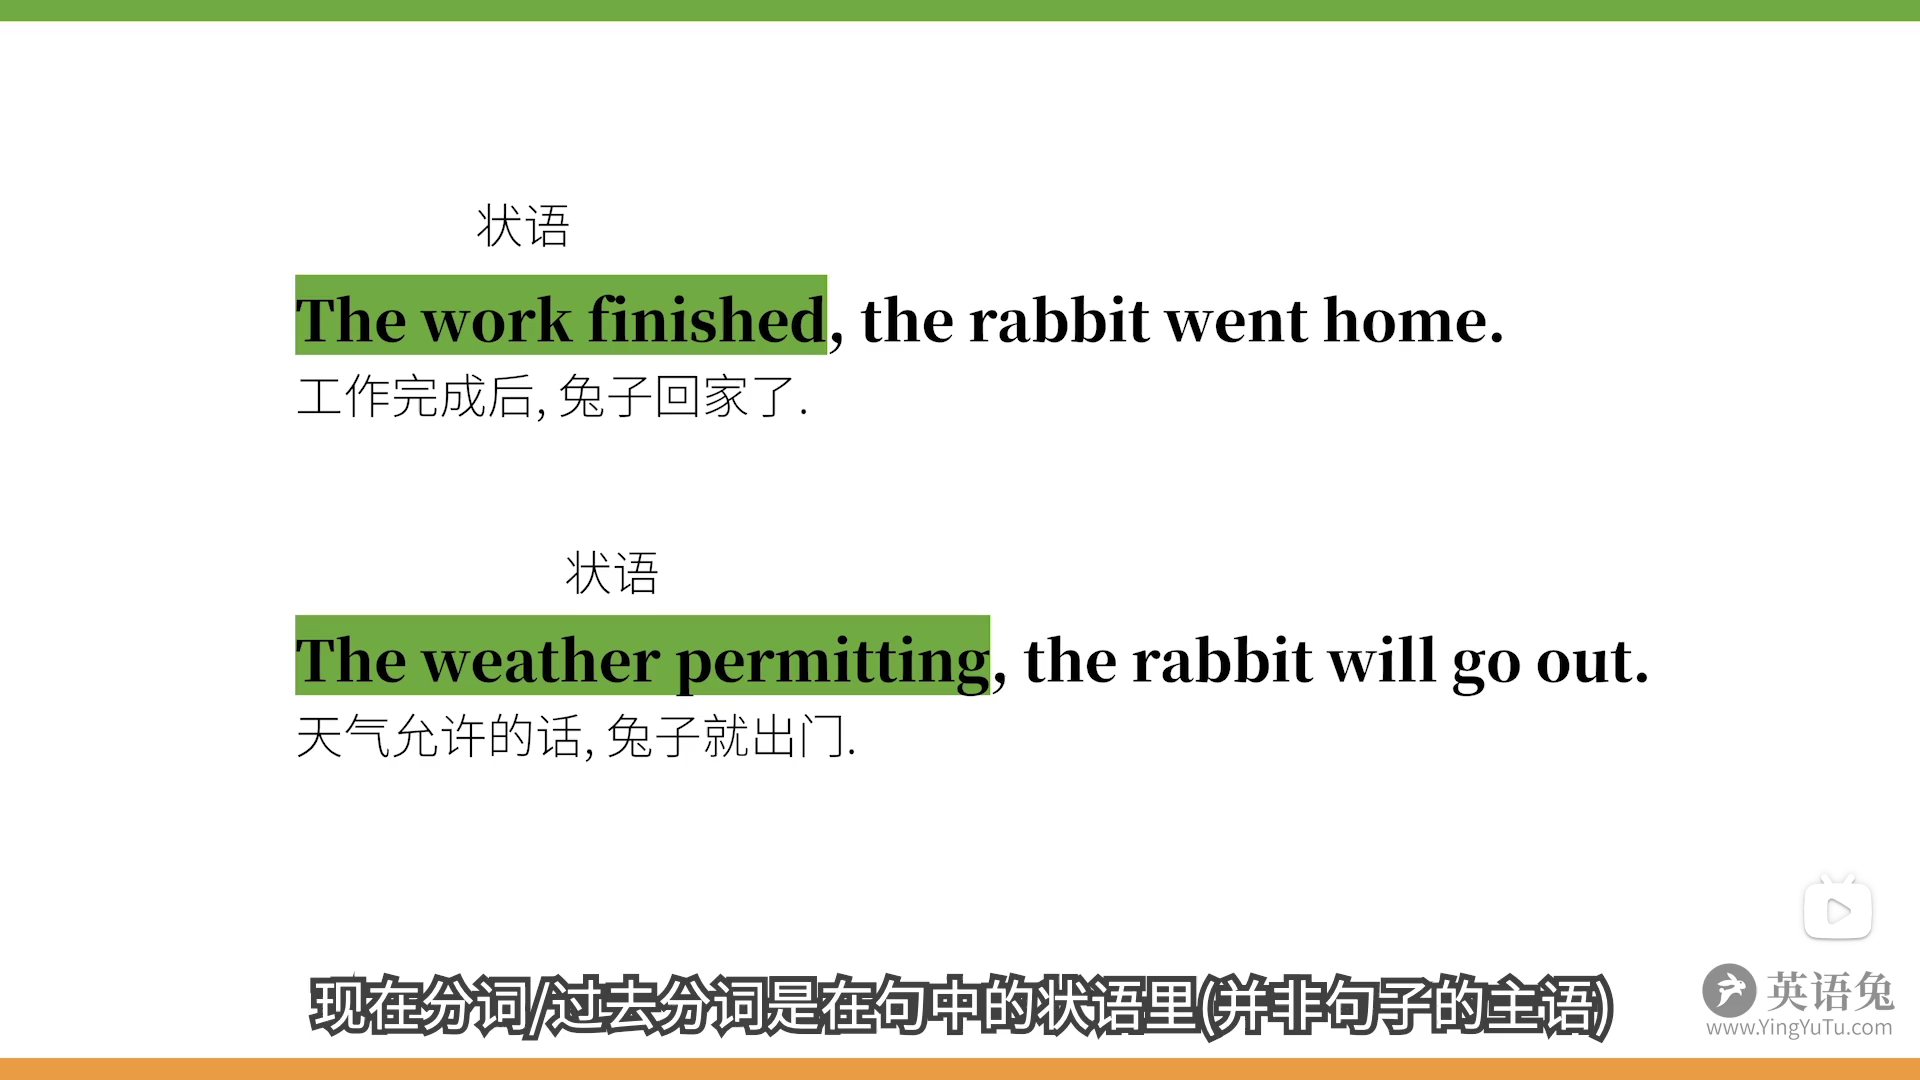 状语
The work finished, the rabbit went home.
工作完成后, 兔子回家了.
状语
The weather permitting, the rabbit will go out.
天气允许的话, 兔子就出门.
现在分词/过去分词是在句中的状语里(并非句子的主语)
英语兔
www.YingYuTu.com